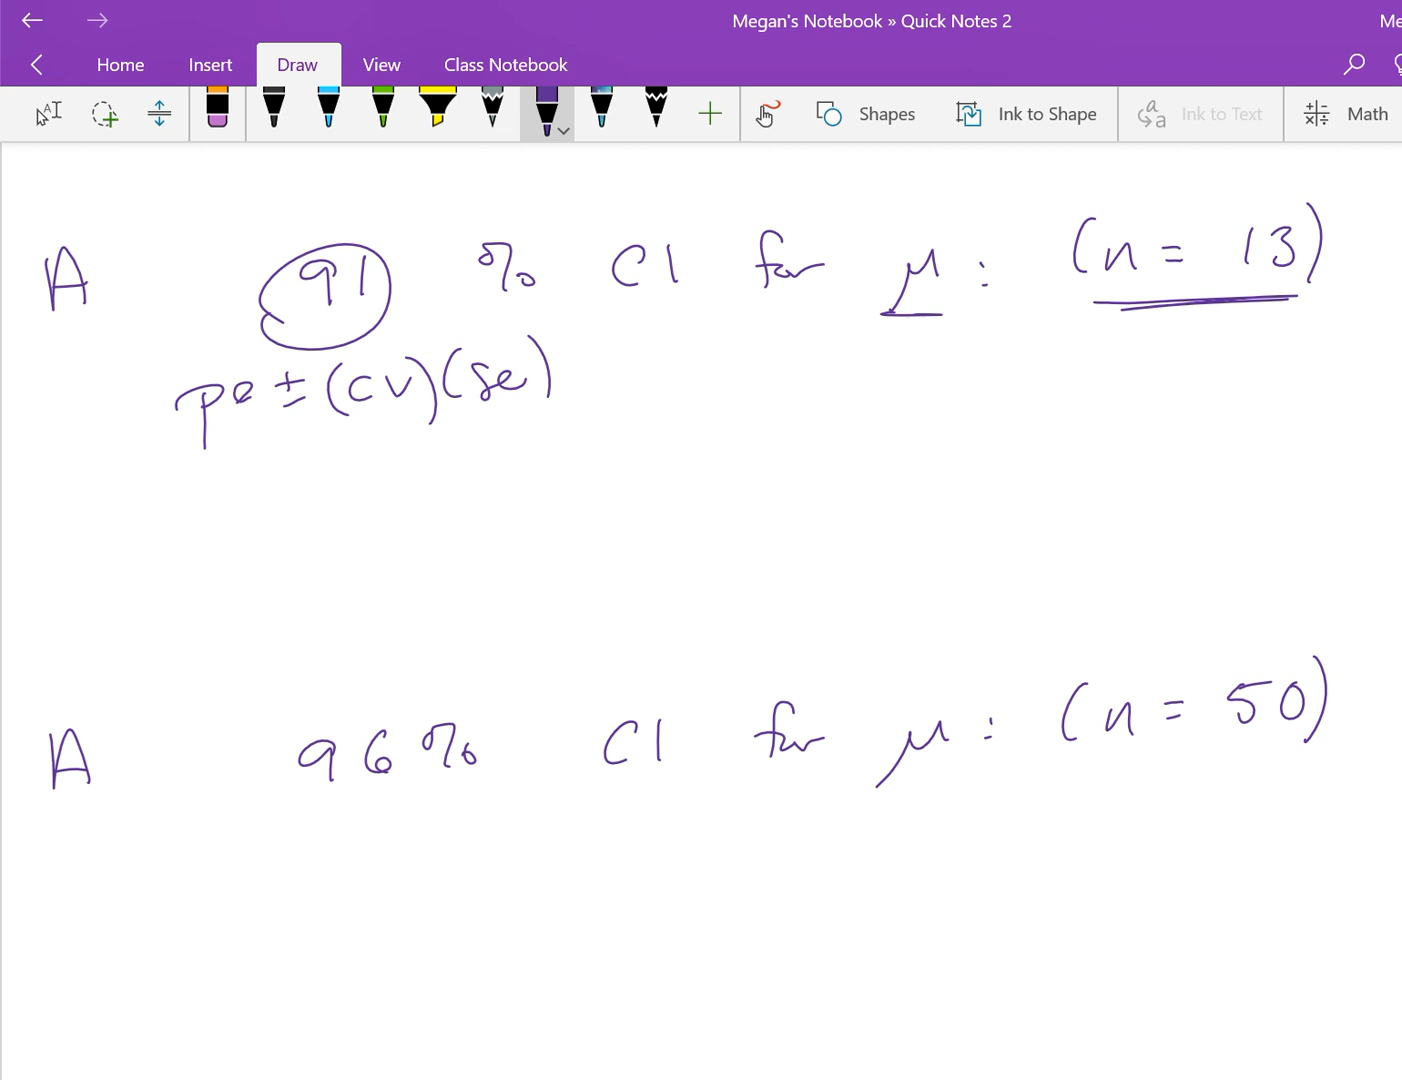 Megan's Notebook » Quick Notes 2
Me
Home Insert Draw View Class Notebook
Shapes Ink to Shape Ink to Text Math
A 91 % CI for μ : (n = 13)
pe ± (cv)(se)
A 96% CI for μ : (n = 50)